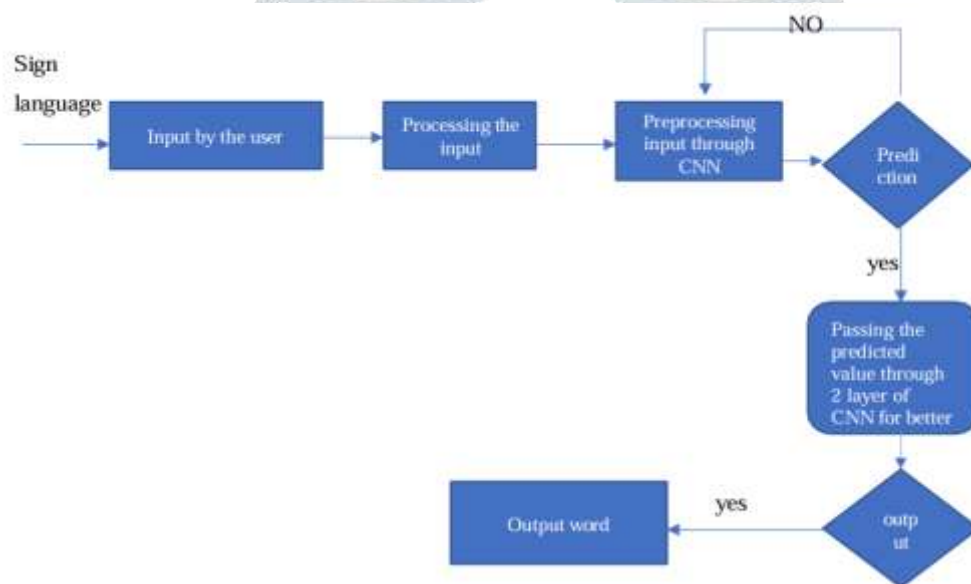 NO
Sign
language
Input by the user
Processing the
input
Preprocessing
input through
CNN
Predi
ction
yes
Passing the
predicted
value through
2 layer of
CNN for better
outp
ut
yes
Output word